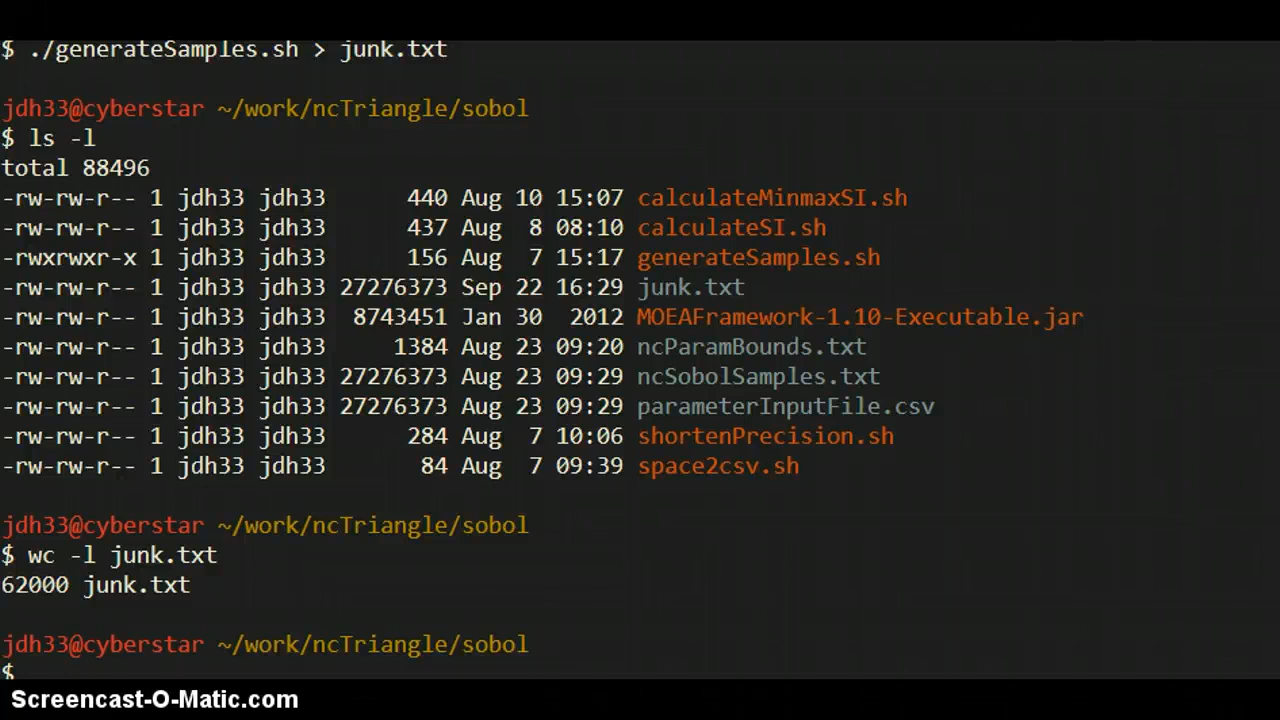 $ ./generateSamples.sh > junk.txt
jdh33@cyberstar ~/work/ncTriangle/sobol
$ ls -l
total 88496
-rw-rw-r-- 1 jdh33 jdh33      440 Aug 10 15:07 calculateMinmaxSI.sh
-rw-rw-r-- 1 jdh33 jdh33      437 Aug  8 08:10 calculateSI.sh
-rwxrwxr-x 1 jdh33 jdh33      156 Aug  7 15:17 generateSamples.sh
-rw-rw-r-- 1 jdh33 jdh33 27276373 Sep 22 16:29 junk.txt
-rw-rw-r-- 1 jdh33 jdh33  8743451 Jan 30  2012 MOEAFramework-1.10-Executable.jar
-rw-rw-r-- 1 jdh33 jdh33     1384 Aug 23 09:20 ncParamBounds.txt
-rw-rw-r-- 1 jdh33 jdh33 27276373 Aug 23 09:29 ncSobolSamples.txt
-rw-rw-r-- 1 jdh33 jdh33 27276373 Aug 23 09:29 parameterInputFile.csv
-rw-rw-r-- 1 jdh33 jdh33      284 Aug  7 10:06 shortenPrecision.sh
-rw-rw-r-- 1 jdh33 jdh33       84 Aug  7 09:39 space2csv.sh
jdh33@cyberstar ~/work/ncTriangle/sobol
$ wc -l junk.txt
62000 junk.txt
jdh33@cyberstar ~/work/ncTriangle/sobol
$
Screencast-O-Matic.com